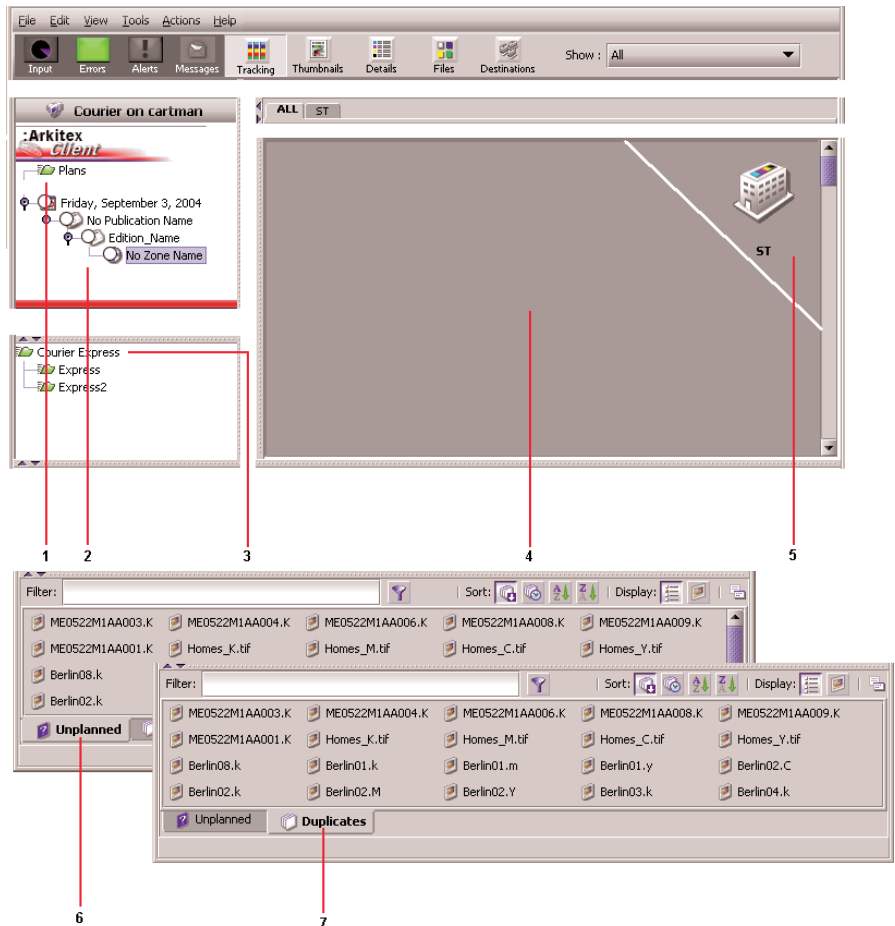 File Edit View Tools Actions Help
Input Errors Alerts Messages Tracking Thumbnails Details Files Destinations Show : All
Courier on cartman
ALL ST
:Arkitex
Client
Plans
Friday, September 3, 2004
No Publication Name
Edition_Name
No Zone Name
ST
Courier Express
Express
Express2
1 2 3 4 5
Filter: Sort: Display:
ME0522M1AA003.K ME0522M1AA004.K ME0522M1AA006.K ME0522M1AA008.K ME0522M1AA009.K
ME0522M1AA001.K Homes_K.tif Homes_M.tif Homes_C.tif Homes_Y.tif
Berlin08.k
Berlin02.k
Unplanned
Filter: Sort: Display:
ME0522M1AA003.K ME0522M1AA004.K ME0522M1AA006.K ME0522M1AA008.K ME0522M1AA009.K
ME0522M1AA001.K Homes_K.tif Homes_M.tif Homes_C.tif Homes_Y.tif
Berlin08.k Berlin01.k Berlin01.m Berlin01.y Berlin02.C
Berlin02.k Berlin02.M Berlin02.Y Berlin03.k Berlin04.k
Unplanned Duplicates
6 7